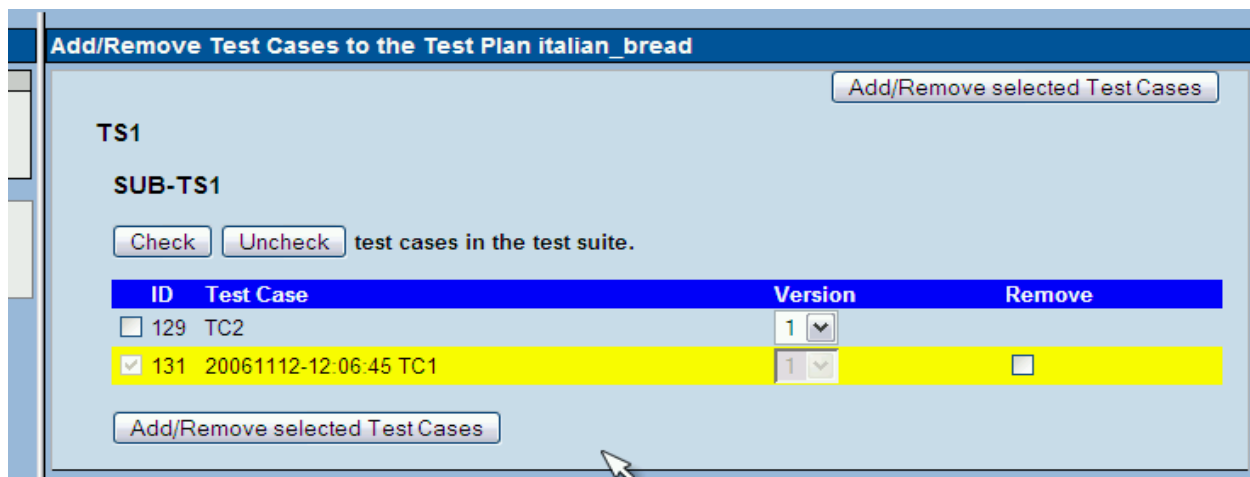 Add/Remove Test Cases to the Test Plan italian_bread
Add/Remove selected Test Cases
TS1
SUB-TS1
Check Uncheck test cases in the test suite.
ID Test Case Version Remove
129 TC2 1
131 20061112-12:06:45 TC1 1
Add/Remove selected Test Cases